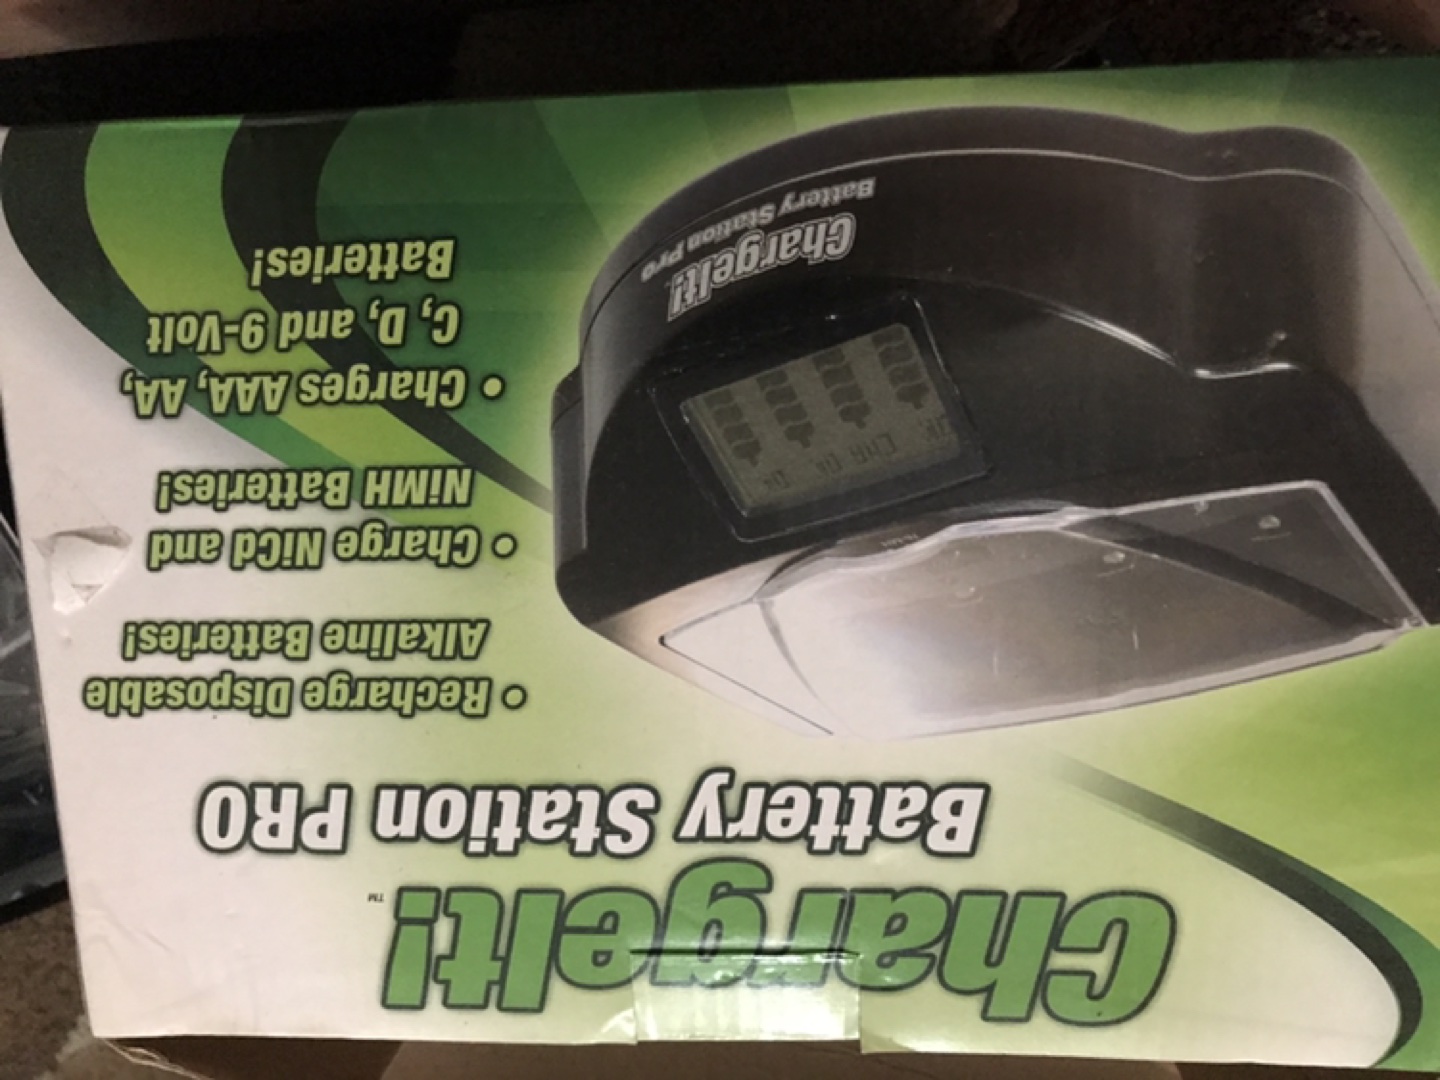 ChargeIt!™
Battery Station PRO
• Recharge Disposable
Alkaline Batteries!
• Charge NiCd and
NiMH Batteries!
• Charges AAA, AA,
C, D, and 9-Volt
Batteries!
ChargeIt!
Battery Station Pro